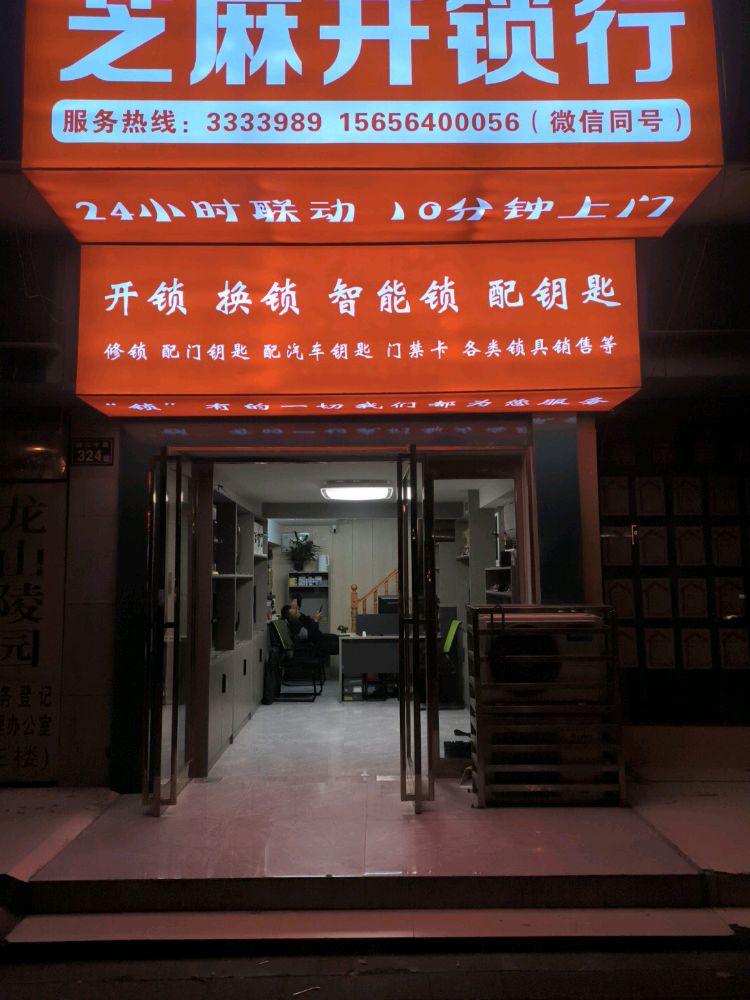 芝麻开锁行
服务热线：3333989 15656400056（微信同号）
24小时联动 10分钟上门
开锁 换锁 智能锁 配钥匙
修锁 配门钥匙 配汽车钥匙 门禁卡 各类锁具销售等
“锁”有的一切我们都为您服务
324
龙山陵园
务登记
办公室
楼）